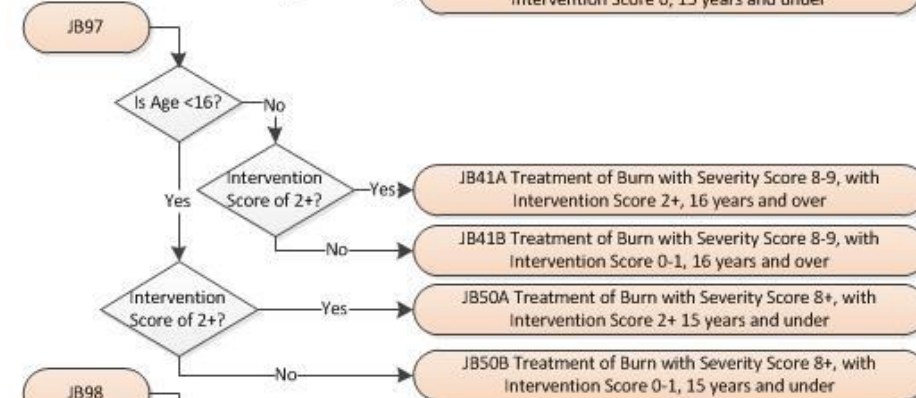 Intervention Score 0, 15 years and under
JB97
Is Age <16?
No
Intervention
Score of 2+?
Yes
JB41A Treatment of Burn with Severity Score 8-9, with
Intervention Score 2+, 16 years and over
Yes
No
JB41B Treatment of Burn with Severity Score 8-9, with
Intervention Score 0-1, 16 years and over
Intervention
Score of 2+?
Yes
JB50A Treatment of Burn with Severity Score 8+, with
Intervention Score 2+ 15 years and under
No
JB50B Treatment of Burn with Severity Score 8+, with
Intervention Score 0-1, 15 years and under
JB98